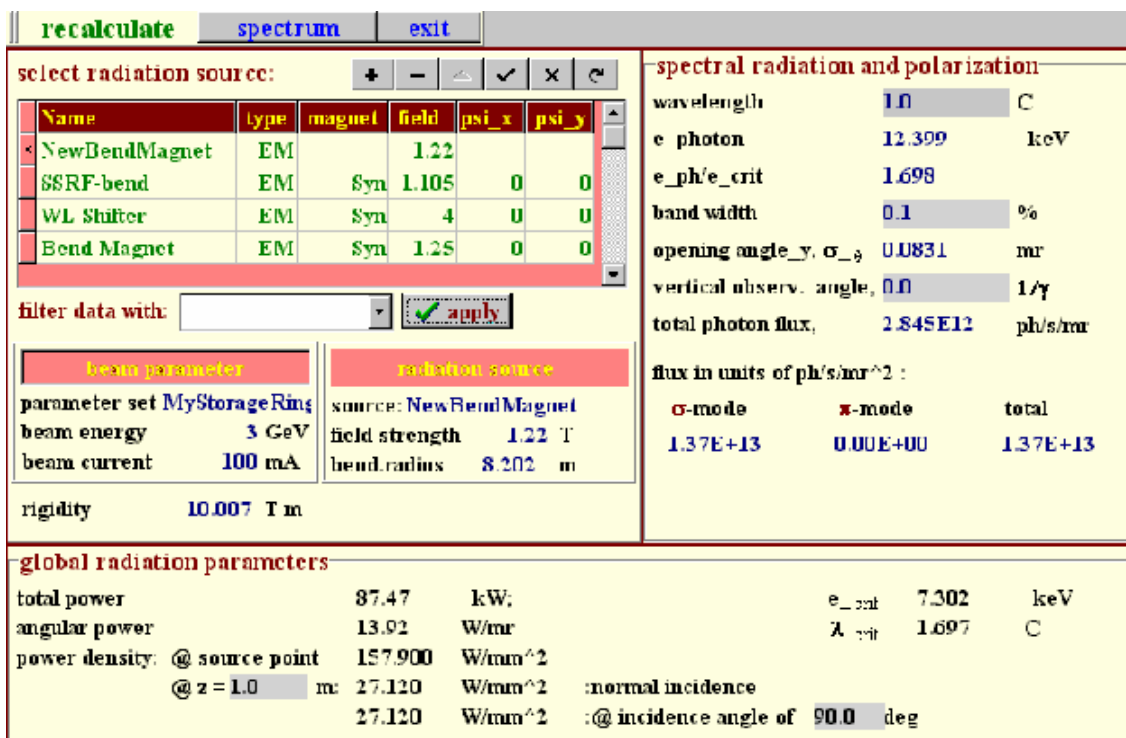 recalculate spectrum exit
select radiation source: + − ✓ ×
Name type magnet field psi_x psi_y
NewBendMagnet EM 1.22
SSRF-bend EM Syn 1.105 0 0
WL Shifter EM Syn 4 0 0
Bend Magnet EM Syn 1.25 0 0
filter data with: apply
beam parameter
parameter set MyStorageRing
beam energy 3 GeV
beam current 100 mA
radiation source
source: NewBendMagnet
field strength 1.22 T
bend.radius 8.202 m
rigidity 10.007 T m
spectral radiation and polarization
wavelength 1.0 C
e_photon 12.399 keV
e_ph/e_crit 1.698
band width 0.1 %
opening angle_y, σ_θ 0.0831 mr
vertical observ. angle, 0.0 1/γ
total photon flux, 2.845E12 ph/s/mr
flux in units of ph/s/mr^2 :
σ-mode π-mode total
1.37E+13 0.00E+00 1.37E+13
global radiation parameters
total power 87.47 kW;
angular power 13.92 W/mr
power density: @ source point 157.900 W/mm^2
@ z = 1.0 m: 27.120 W/mm^2 :normal incidence
27.120 W/mm^2 :@ incidence angle of 90.0 deg
e_crit 7.302 keV
λ_crit 1.697 C